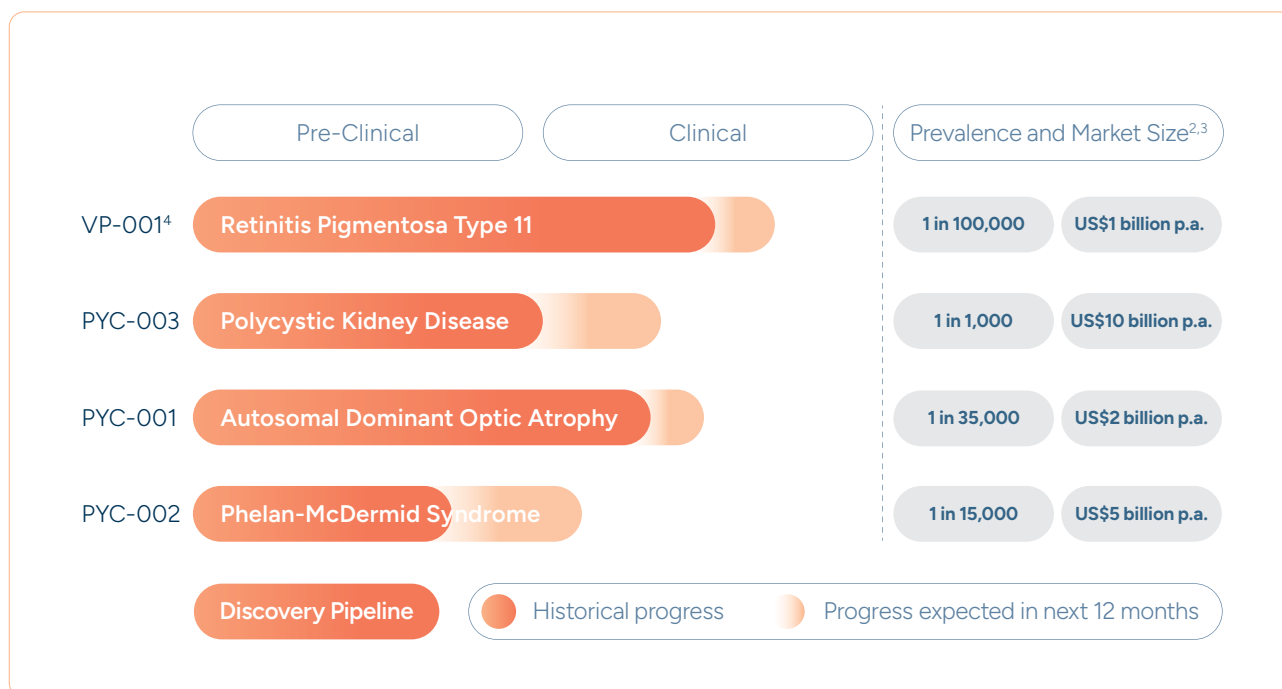 Pre-Clinical
Clinical
Prevalence and Market Size2,3
VP-0014
Retinitis Pigmentosa Type 11
1 in 100,000
US$1 billion p.a.
PYC-003
Polycystic Kidney Disease
1 in 1,000
US$10 billion p.a.
PYC-001
Autosomal Dominant Optic Atrophy
1 in 35,000
US$2 billion p.a.
PYC-002
Phelan-McDermid Syndrome
1 in 15,000
US$5 billion p.a.
Discovery Pipeline
Historical progress
Progress expected in next 12 months